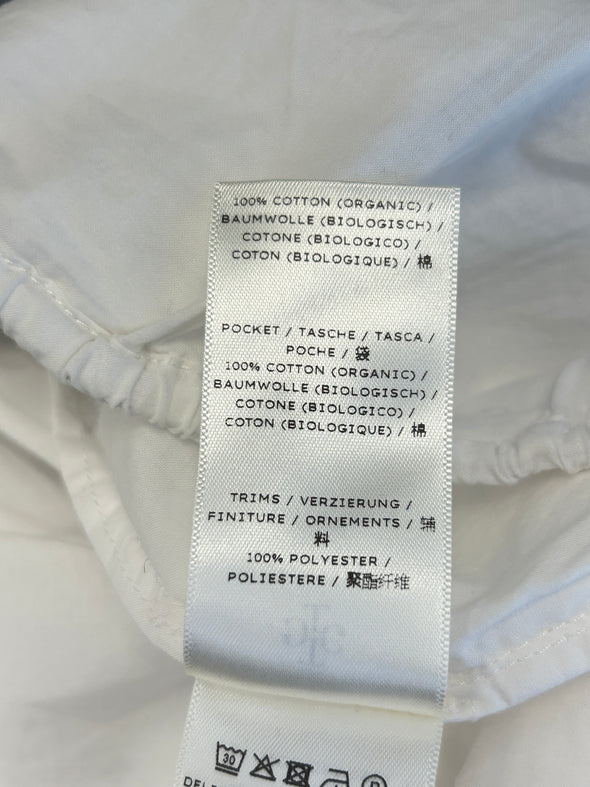 100% COTTON (ORGANIC) /
BAUMWOLLE (BIOLOGISCH) /
COTONE (BIOLOGICO) /
COTON (BIOLOGIQUE) / 棉
POCKET / TASCHE / TASCA /
POCHE / 袋
100% COTTON (ORGANIC) /
BAUMWOLLE (BIOLOGISCH) /
COTONE (BIOLOGICO) /
COTON (BIOLOGIQUE) / 棉
TRIMS / VERZIERUNG /
FINITURE / ORNEMENTS / 辅
料
100% POLYESTER /
POLIESTERE / 聚酯纤维
30